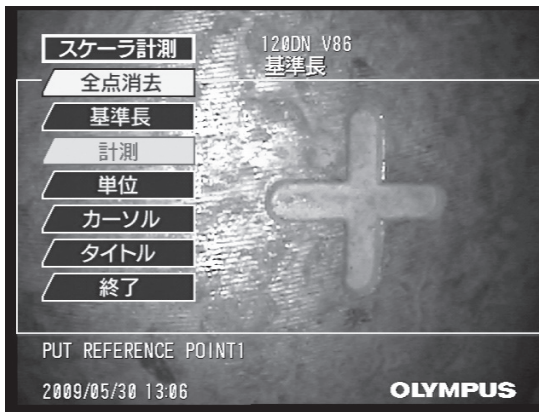 スケーラ計測
120DN V86
基準長
全点消去
基準長
計測
単位
カーソル
タイトル
終了
PUT REFERENCE POINT1
2009/05/30 13:06
OLYMPUS